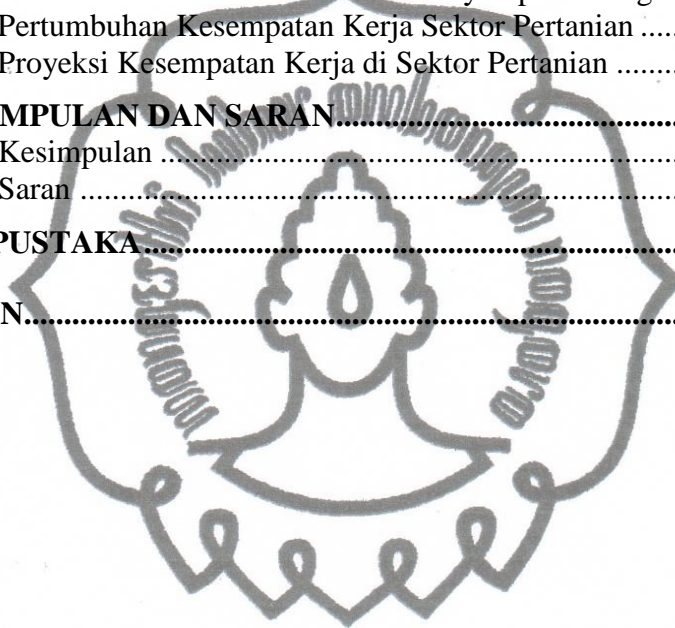 Pertumbuhan Kesempatan Kerja Sektor Pertanian .....
Proyeksi Kesempatan Kerja di Sektor Pertanian ........
MPULAN DAN SARAN..............................................
Kesimpulan .....................................................................
Saran ................................................................................
PUSTAKA.........................................................................
N.........................................................................................